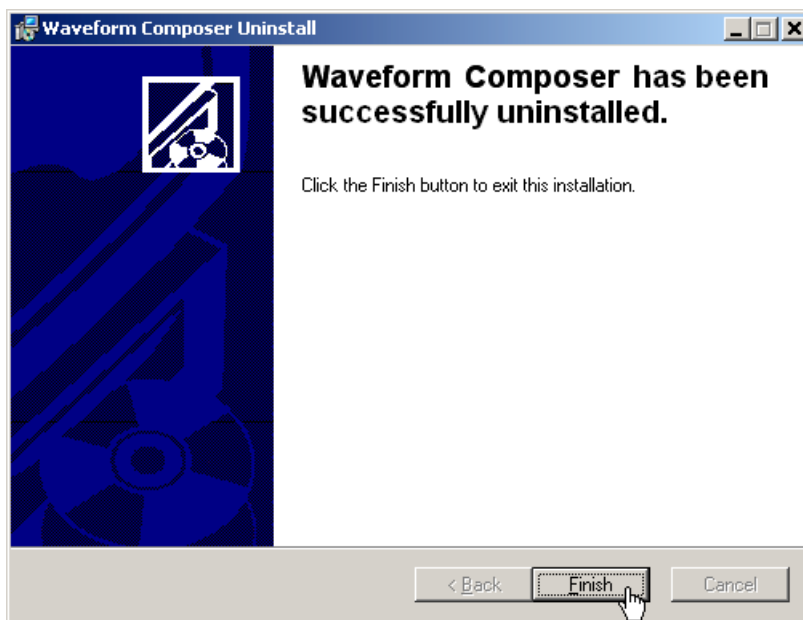 Waveform Composer Uninstall
Waveform Composer has been
successfully uninstalled.
Click the Finish button to exit this installation.
< Back Finish Cancel